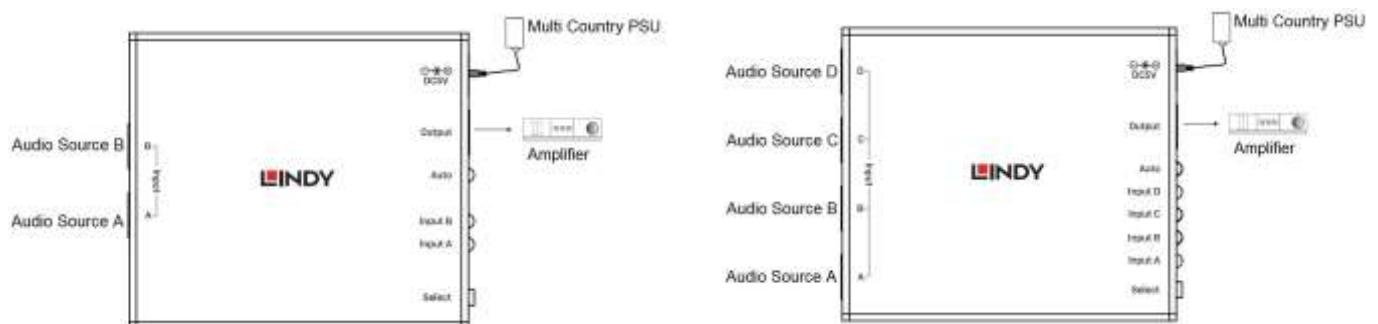 Multi Country PSU
DC5V
Audio Source B
B
Output
Amplifier
Input
LINDY
Auto
Audio Source A
A
Input B
Input A
Select
Multi Country PSU
Audio Source D
D
DC5V
Audio Source C
C
Output
Amplifier
Input
LINDY
Auto
Input D
Audio Source B
B
Input C
Input B
Input A
Audio Source A
A
Select